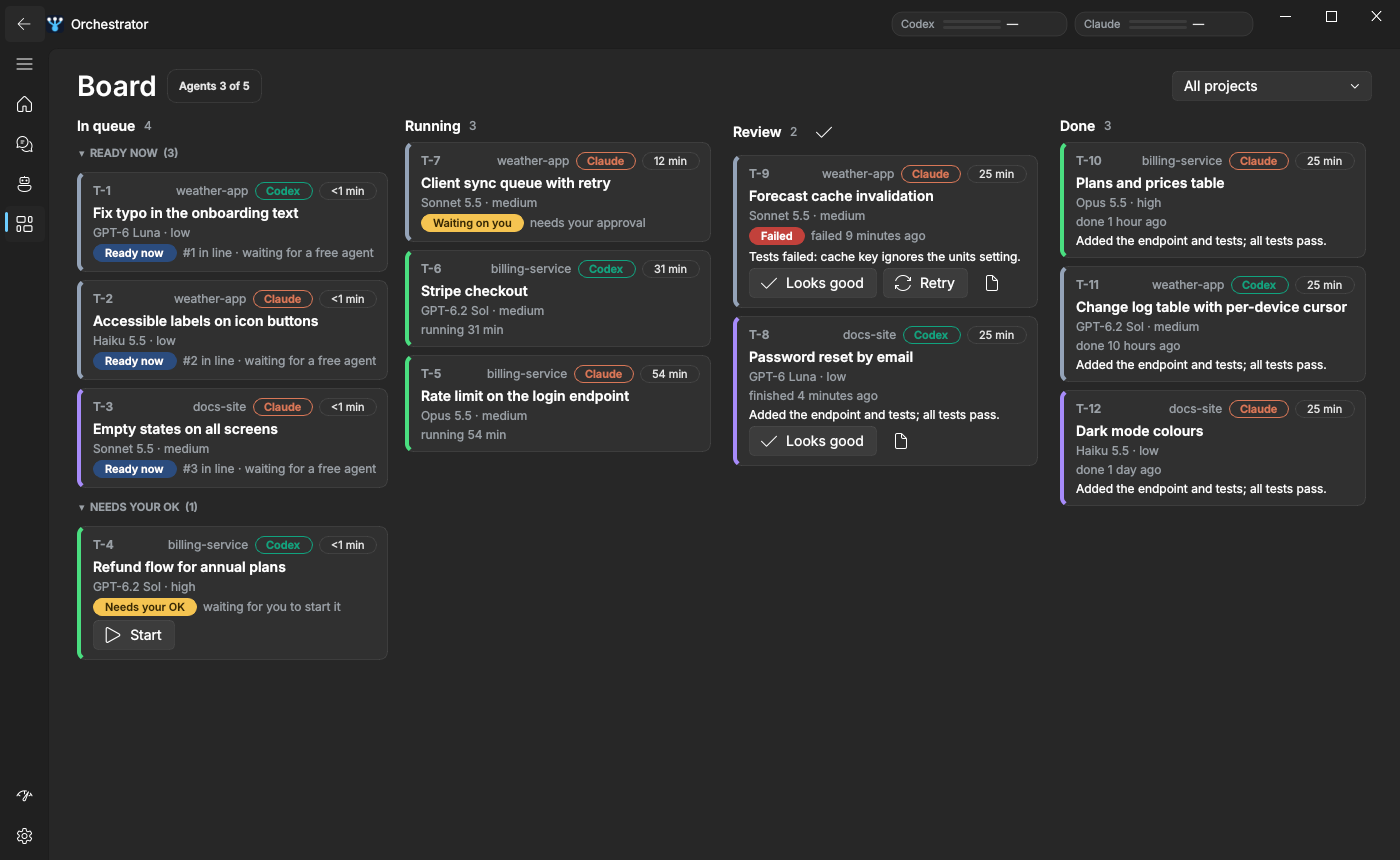 Orchestrator
Codex —
Claude —
Board
Agents 3 of 5
All projects
In queue 4
READY NOW (3)
T-1 weather-app Codex <1 min
Fix typo in the onboarding text
GPT-6 Luna · low
Ready now #1 in line · waiting for a free agent
T-2 weather-app Claude <1 min
Accessible labels on icon buttons
Haiku 5.5 · low
Ready now #2 in line · waiting for a free agent
T-3 docs-site Claude <1 min
Empty states on all screens
Sonnet 5.5 · medium
Ready now #3 in line · waiting for a free agent
NEEDS YOUR OK (1)
T-4 billing-service Codex <1 min
Refund flow for annual plans
GPT-6.2 Sol · high
Needs your OK waiting for you to start it
Start
Running 3
T-7 weather-app Claude 12 min
Client sync queue with retry
Sonnet 5.5 · medium
Waiting on you needs your approval
T-6 billing-service Codex 31 min
Stripe checkout
GPT-6.2 Sol · medium
running 31 min
T-5 billing-service Claude 54 min
Rate limit on the login endpoint
Opus 5.5 · medium
running 54 min
Review 2
T-9 weather-app Claude 25 min
Forecast cache invalidation
Sonnet 5.5 · medium
Failed failed 9 minutes ago
Tests failed: cache key ignores the units setting.
Looks good Retry
T-8 docs-site Codex 25 min
Password reset by email
GPT-6 Luna · low
finished 4 minutes ago
Added the endpoint and tests; all tests pass.
Looks good
Done 3
T-10 billing-service Claude 25 min
Plans and prices table
Opus 5.5 · high
done 1 hour ago
Added the endpoint and tests; all tests pass.
T-11 weather-app Codex 25 min
Change log table with per-device cursor
GPT-6.2 Sol · medium
done 10 hours ago
Added the endpoint and tests; all tests pass.
T-12 docs-site Claude 25 min
Dark mode colours
Haiku 5.5 · low
done 1 day ago
Added the endpoint and tests; all tests pass.